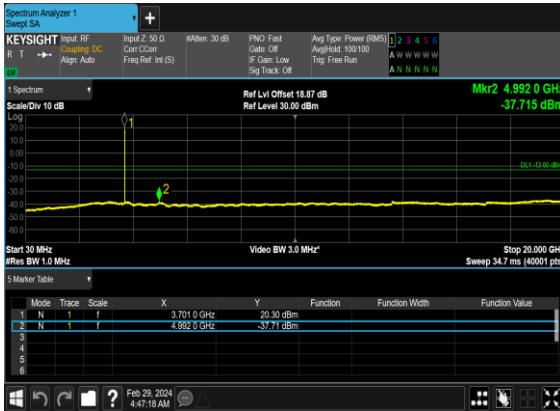 Spectrum Analyzer 1
Swept SA
+
KEYSIGHT Input: RF
R T Coupling: DC
Align: Auto
LXI
Input Z: 50 Ω
Corr CCorr
Freq Ref: Int (S)
#Atten: 30 dB
PNO: Fast
Gate: Off
IF Gain: Low
Sig Track: Off
Avg Type: Power (RMS)
Avg|Hold: 100/100
Trig: Free Run
1 2 3 4 5 6
A W W W W W
A N N N N N
1 Spectrum
Scale/Div 10 dB
Ref Lvl Offset 18.87 dB
Ref Level 30.00 dBm
Mkr2 4.992 0 GHz
-37.715 dBm
Log
20.0
10.0
0.00
-10.0
-20.0
-30.0
-40.0
-50.0
-60.0
1
2
DL1 -13.00 dBm
Start 30 MHz
#Res BW 1.0 MHz
Video BW 3.0 MHz*
Stop 20.000 GH
Sweep 34.7 ms (40001 pts
5 Marker Table
Mode Trace Scale X Y Function Function Width Function Value
1 N 1 f 3.701 0 GHz 20.30 dBm
2 N 1 f 4.992 0 GHz -37.71 dBm
3
4
5
6
?
Feb 29, 2024
4:47:18 AM